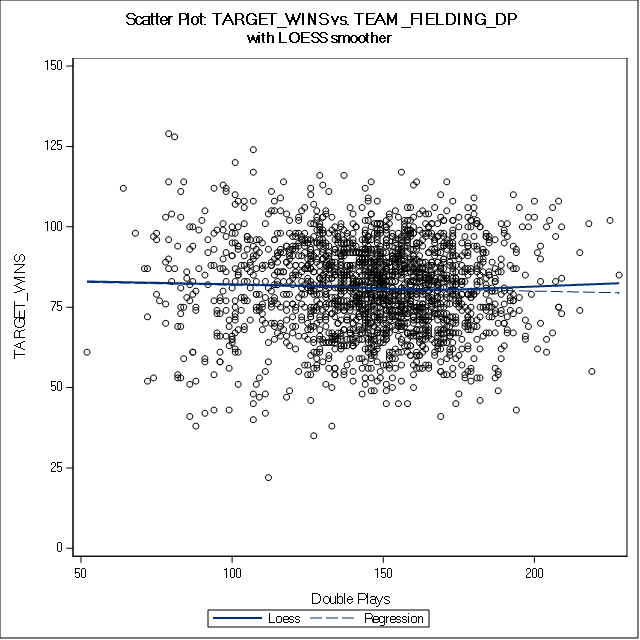 Scatter Plot: TARGET_WINS vs. TEAM_FIELDING_DP
with LOESS smoother
150
125
100
75
50
25
0
TARGET_WINS
50 100 150 200
Double Plays
Loess Regression